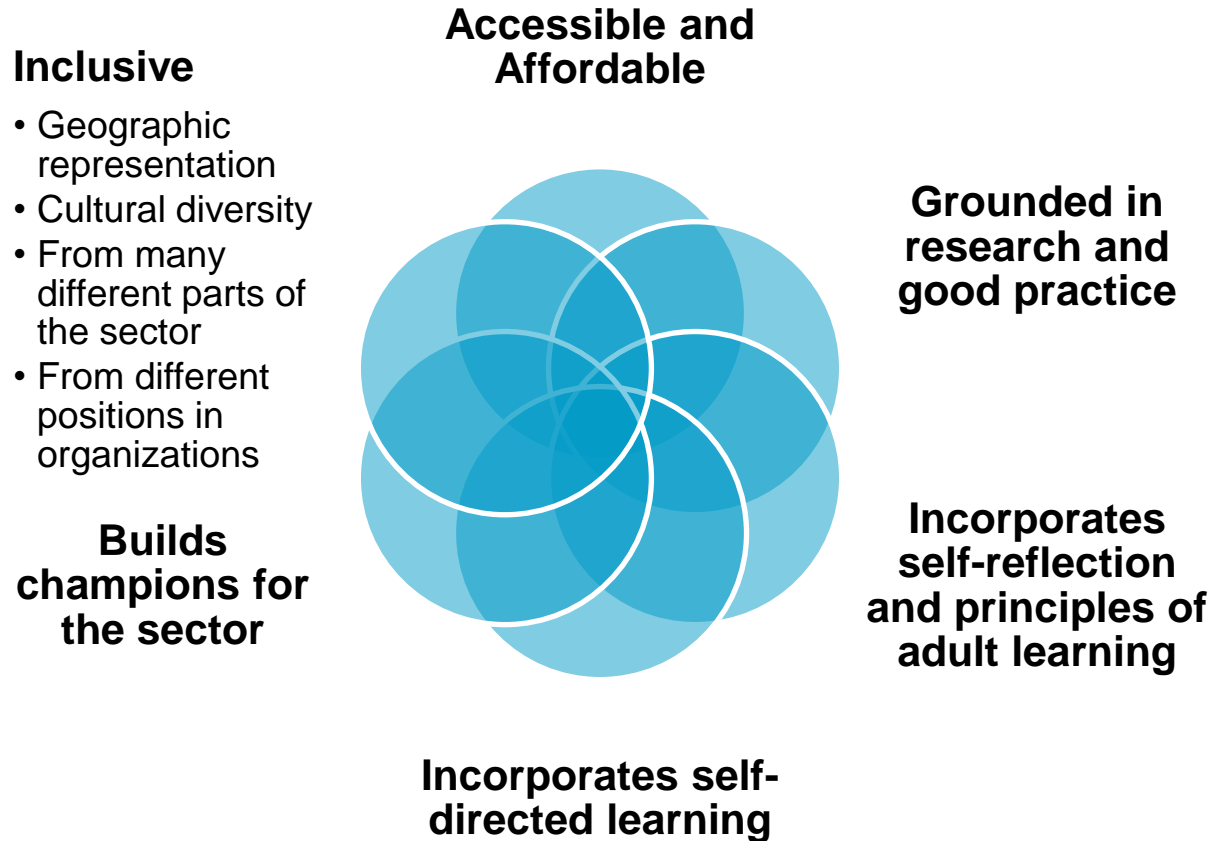 Accessible and
Affordable
Inclusive
• Geographic
representation
• Cultural diversity
• From many
different parts of
the sector
• From different
positions in
organizations
Grounded in
research and
good practice
Incorporates
self-reflection
and principles of
adult learning
Builds
champions for
the sector
Incorporates self-
directed learning